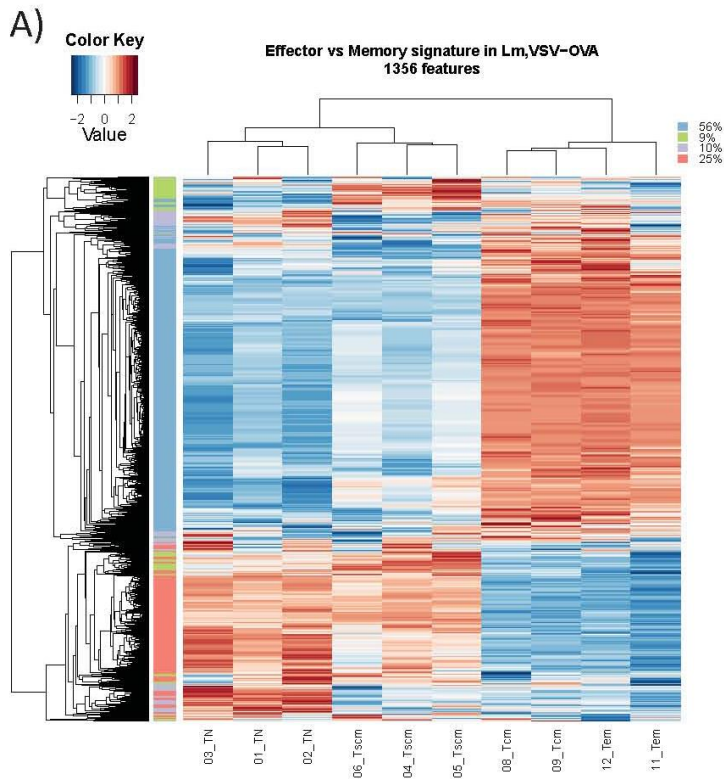 A)
Color Key
−2 0 2
Value
Effector vs Memory signature in Lm,VSV−OVA
1356 features
56%
9%
10%
25%
03_TN
01_TN
02_TN
06_Tscm
04_Tscm
05_Tscm
08_Tcm
09_Tcm
12_Tem
11_Tem